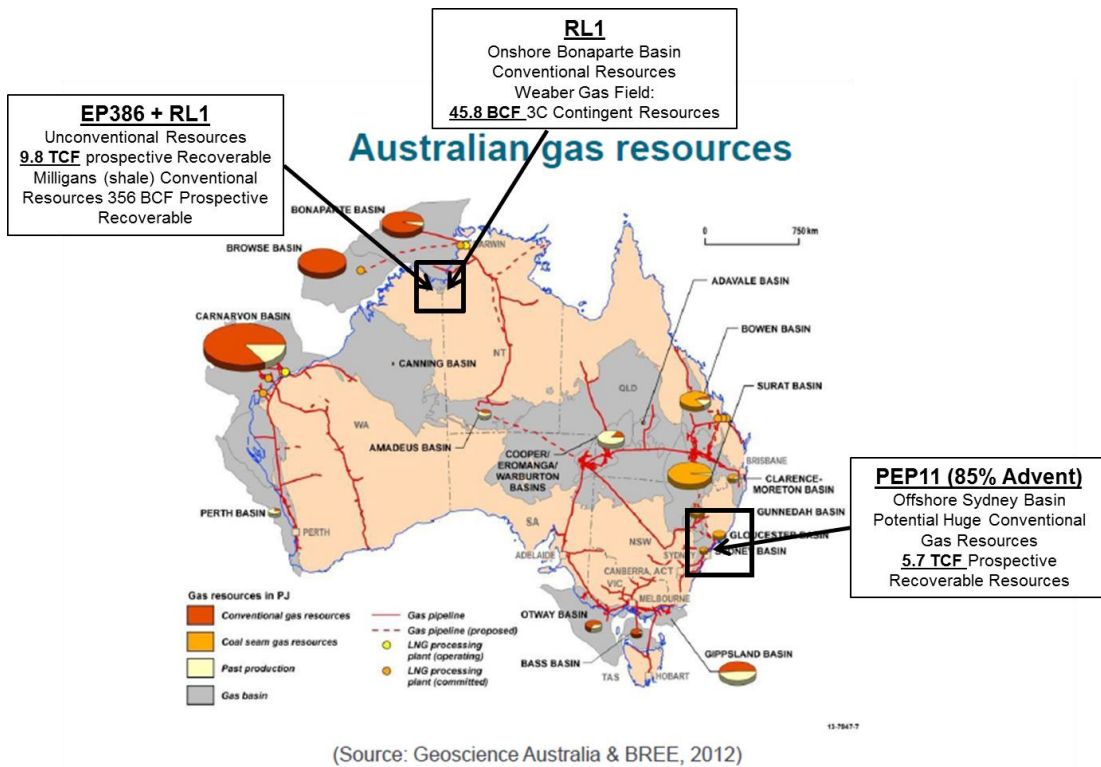 RL1
Onshore Bonaparte Basin
Conventional Resources
Weaber Gas Field:
45.8 BCF 3C Contingent Resources
EP386 + RL1
Unconventional Resources
9.8 TCF prospective Recoverable
Milligans (shale) Conventional
Resources 356 BCF Prospective
Recoverable
Australian gas resources
BONAPARTE BASIN
BROWSE BASIN
DARWIN
0
750 km
ADAVALE BASIN
BOWEN BASIN
CARNARVON BASIN
CANNING BASIN
NT
QLD
SURAT BASIN
WA
AMADEUS BASIN
COOPER/
EROMANGA/
WARBURTON
BASINS
BRISBANE
CLARENCE-
MORETON BASIN
PEP11 (85% Advent)
Offshore Sydney Basin
Potential Huge Conventional
Gas Resources
5.7 TCF Prospective
Recoverable Resources
PERTH BASIN
PERTH
SA
GUNNEDAH BASIN
NSW
GLOUCESTER BASIN
ADELAIDE
SYDNEY
SYDNEY BASIN
CANBERRA, ACT
VIC
MELBOURNE
Gas resources in PJ
Conventional gas resources
Coal seam gas resources
Past production
Gas basin
Gas pipeline
Gas pipeline (proposed)
LNG processing
plant (operating)
LNG processing
plant (committed)
OTWAY BASIN
BASS BASIN
GIPPSLAND BASIN
TAS
HOBART
13-7847-7
(Source: Geoscience Australia & BREE, 2012)